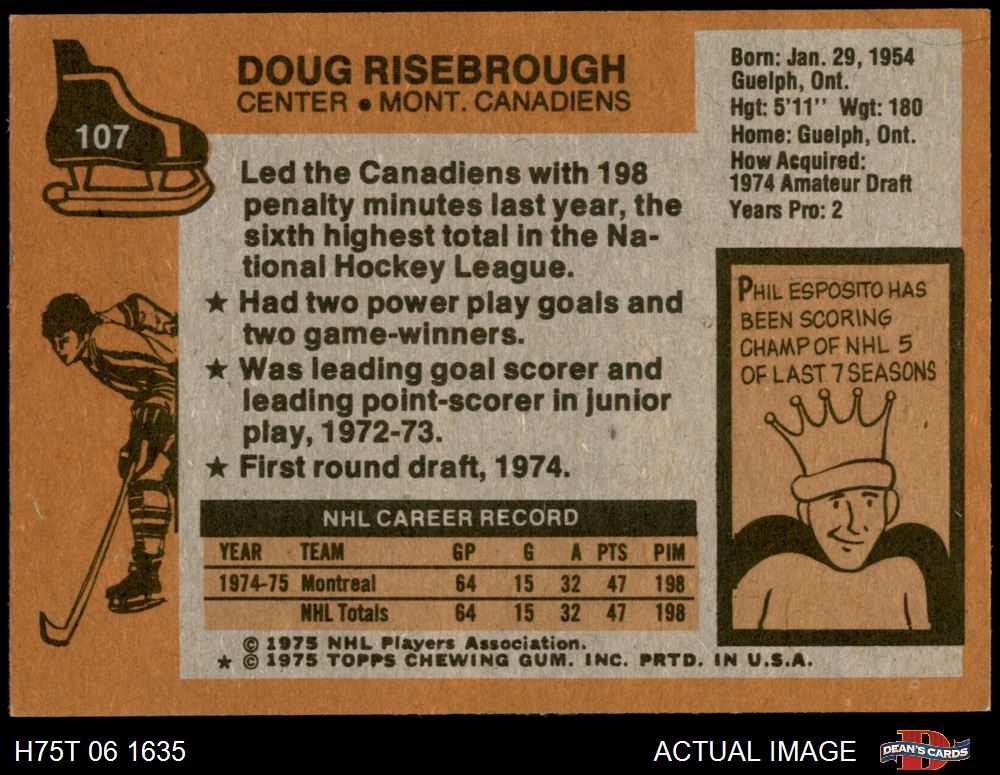 107
DOUG RISEBROUGH
CENTER ● MONT. CANADIENS
Born: Jan. 29, 1954
Guelph, Ont.
Hgt: 5'11'' Wgt: 180
Home: Guelph, Ont.
How Acquired:
1974 Amateur Draft
Years Pro: 2
Led the Canadiens with 198
penalty minutes last year, the
sixth highest total in the Na-
tional Hockey League.
★ Had two power play goals and
two game-winners.
★ Was leading goal scorer and
leading point-scorer in junior
play, 1972-73.
★ First round draft, 1974.
PHIL ESPOSITO HAS
BEEN SCORING
CHAMP OF NHL 5
OF LAST 7 SEASONS
NHL CAREER RECORD
YEAR TEAM GP G A PTS PIM
1974-75 Montreal 64 15 32 47 198
NHL Totals 64 15 32 47 198
© 1975 NHL Players Association.
★ © 1975 TOPPS CHEWING GUM. INC. PRTD. IN U.S.A.
H75T 06 1635
ACTUAL IMAGE
D
DEAN'S CARDS